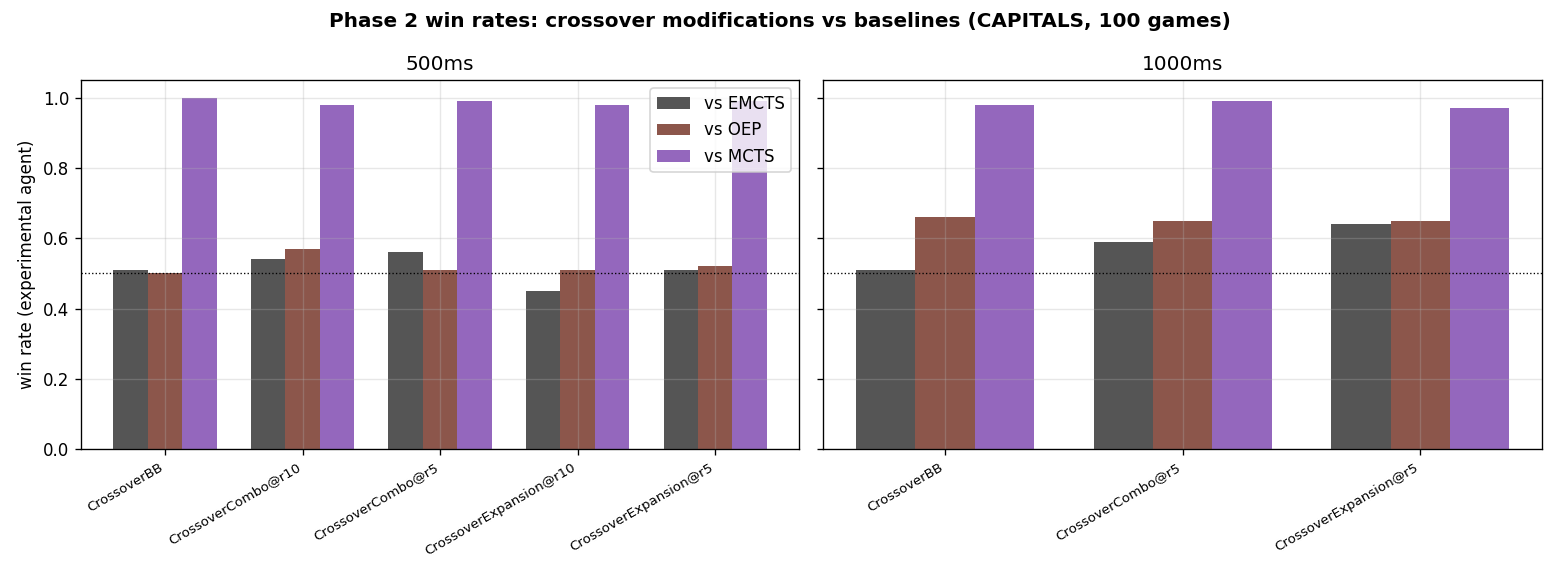 Phase 2 win rates: crossover modifications vs baselines (CAPITALS, 100 games)
500ms
1000ms
win rate (experimental agent)
1.0
0.8
0.6
0.4
0.2
0.0
vs EMCTS
vs OEP
vs MCTS
CrossoverBB
CrossoverCombo@r10
CrossoverCombo@r5
CrossoverExpansion@r10
CrossoverExpansion@r5
CrossoverBB
CrossoverCombo@r5
CrossoverExpansion@r5